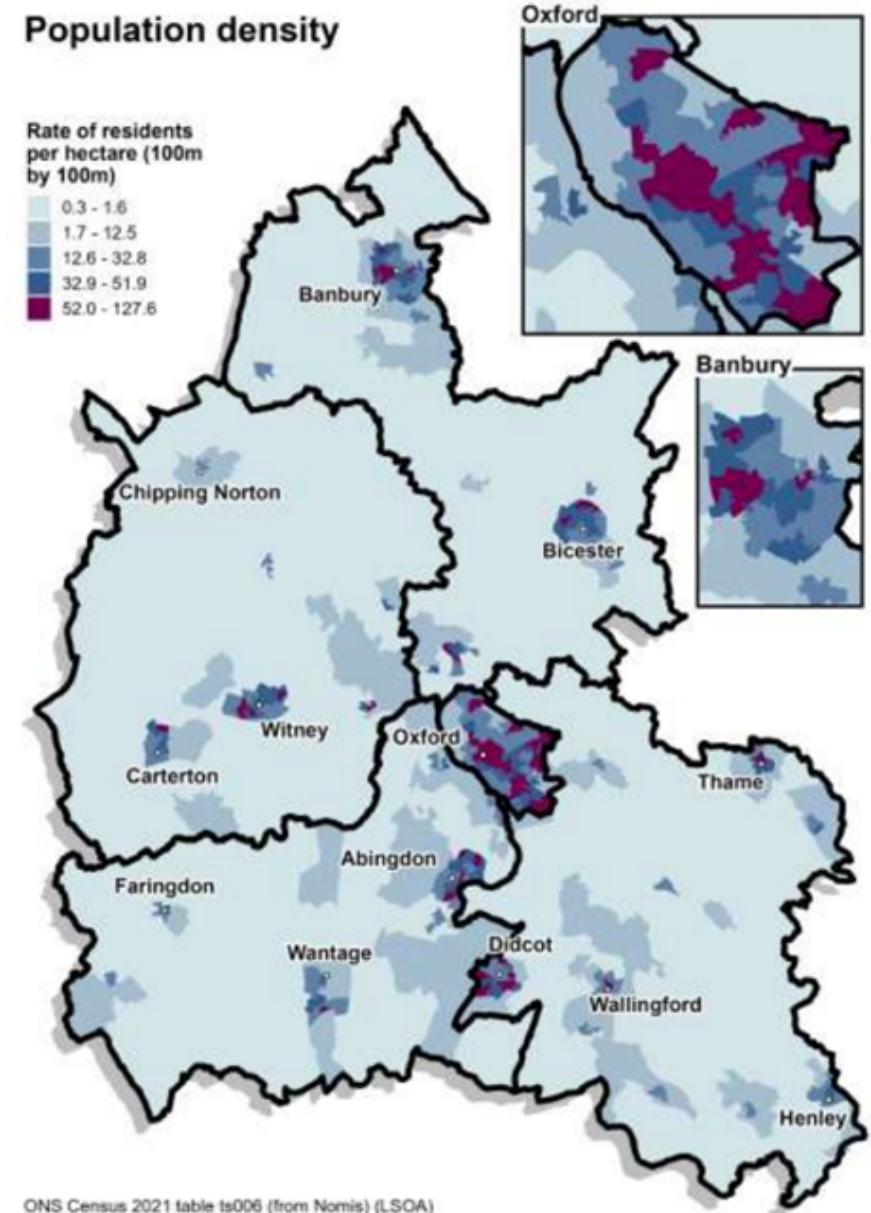 Population density
Oxford
Rate of residents
per hectare (100m
by 100m)
0.3 - 1.6
1.7 - 12.5
12.6 - 32.8
32.9 - 51.9
52.0 - 127.6
Banbury
Banbury
Chipping Norton
Bicester
Witney
Oxford
Carterton
Thame
Abingdon
Faringdon
Didcot
Wantage
Wallingford
Henley
ONS Census 2021 table ts006 (from Nomis) (LSOA)